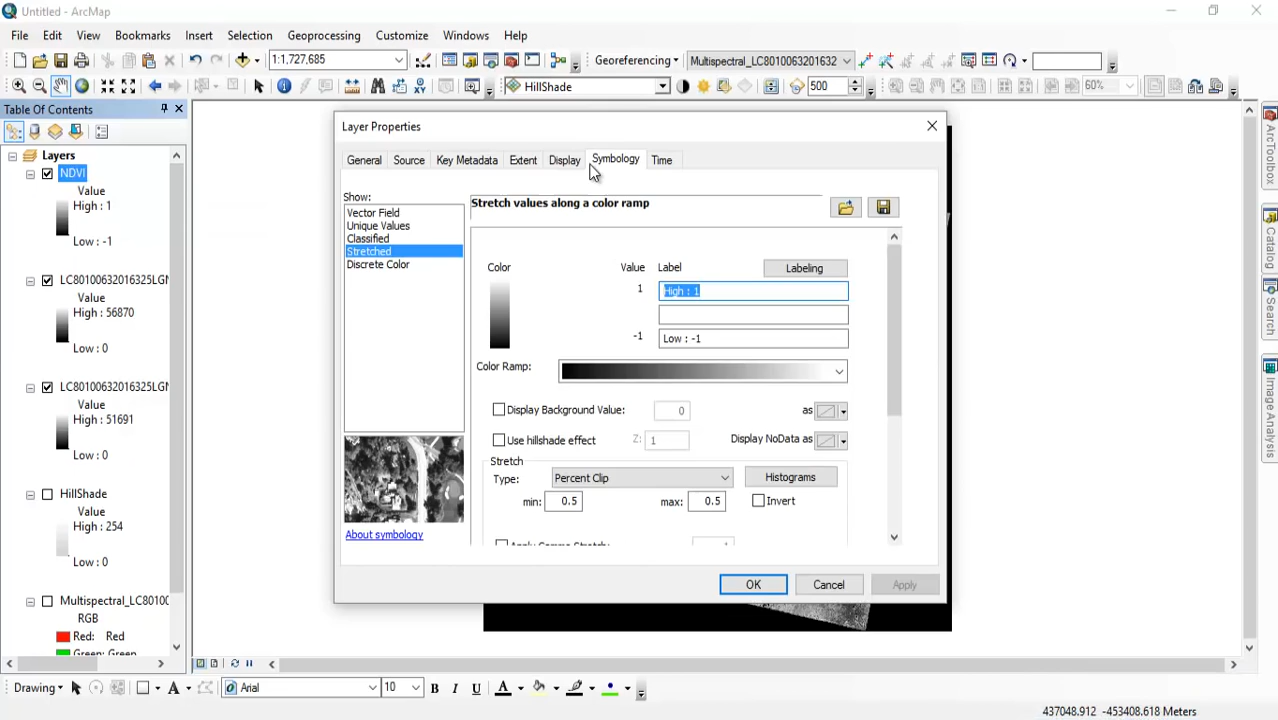 Untitled - ArcMap
File Edit View Bookmarks Insert Selection Geoprocessing Customize Windows Help
1:1,727,685
Georeferencing
Multispectral_LC8010063201632
HillShade
500
60%
Table Of Contents
Layers
NDVI
Value
High : 1
Low : -1
LC80100632016325LGN
Value
High : 56870
Low : 0
LC80100632016325LGN
Value
High : 51691
Low : 0
HillShade
Value
High : 254
Low : 0
Multispectral_LC80100
RGB
Red: Red
Green: Green
Layer Properties
General Source Key Metadata Extent Display Symbology Time
Show:
Vector Field
Unique Values
Classified
Stretched
Discrete Color
About symbology
Stretch values along a color ramp
Color Value Label Labeling
1 High : 1
-1 Low : -1
Color Ramp:
Display Background Value: 0 as
Use hillshade effect Z: 1 Display NoData as
Stretch
Type: Percent Clip Histograms
min: 0.5 max: 0.5 Invert
Apply Gamma Stretch:
OK Cancel Apply
ArcToolbox
Catalog
Search
Image Analysis
Drawing
Arial
10
B I U A
437048.912 -453408.618 Meters